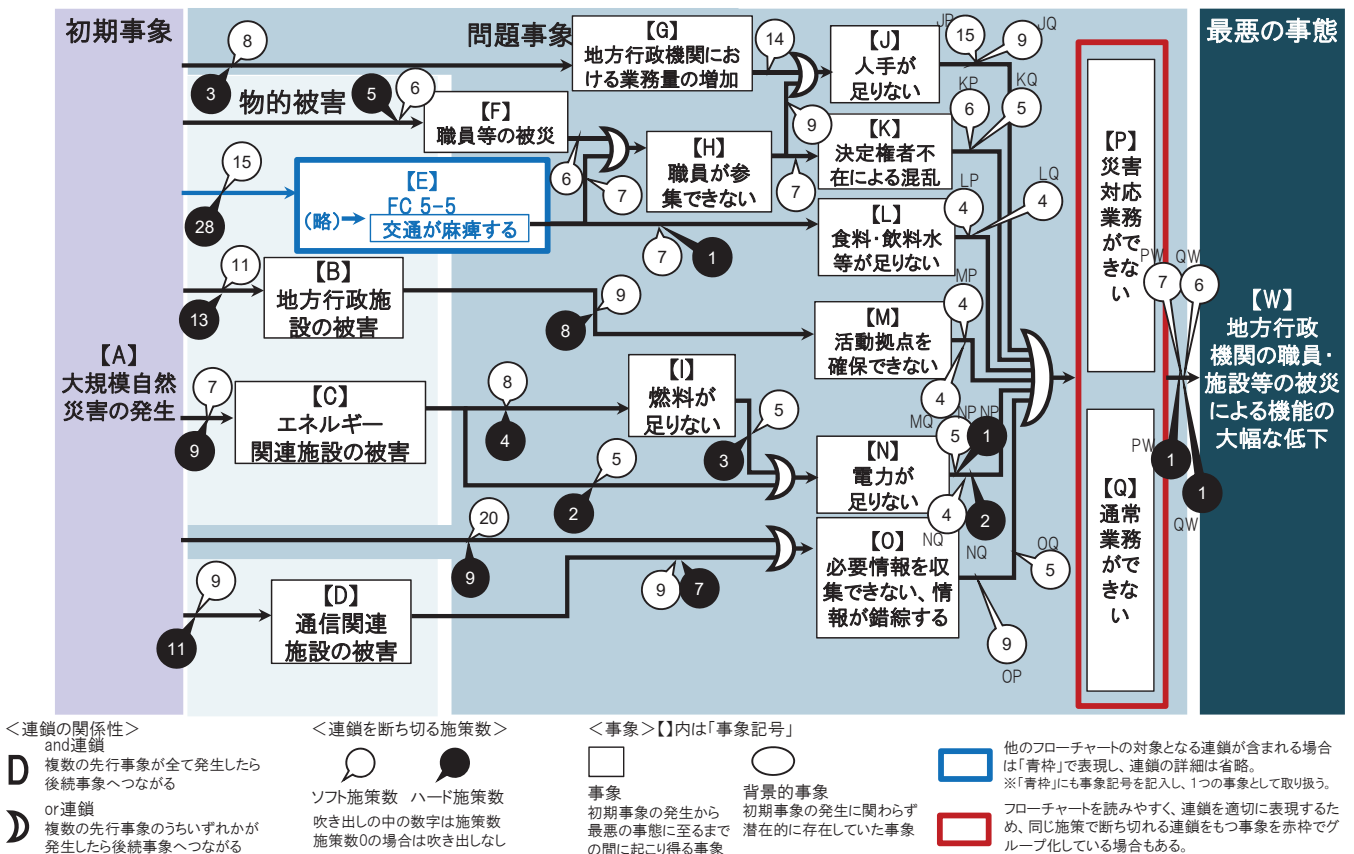 初期事象
問題事象
最悪の事態
物的被害
【A】
大規模自然
災害の発生
8
3
【G】
地方行政機関にお
ける業務量の増加
14
【J】
人手が
足りない
JP
15
9
JQ
5
6
【F】
職員等の被災
6
7
【H】
職員が参
集できない
9
7
【K】
決定権者不
在による混乱
KP
6
KQ
5
15
28
【E】
FC 5-5
(略)
交通が麻痺する
7
1
【L】
食料・飲料水
等が足りない
LP
4
LQ
4
11
13
【B】
地方行政施
設の被害
9
8
【M】
活動拠点を
確保できない
MP
4
4
MQ
7
9
【C】
エネルギー
関連施設の被害
8
4
【I】
燃料が
足りない
5
3
5
2
【N】
電力が
足りない
NP
NP
5
1
4
2
NQ
NQ
20
9
9
11
【D】
通信関連
施設の被害
9
7
【O】
必要情報を収
集できない、情
報が錯綜する
OQ
5
9
OP
【P】
災害
対応
業務
がで
きな
い
【Q】
通常
業務
がで
きな
い
PW
QW
7
6
PW
1
1
QW
【W】
地方行政
機関の職員・
施設等の被災
による機能の
大幅な低下
＜連鎖の関係性＞
and連鎖
複数の先行事象が全て発生したら
後続事象へつながる
or連鎖
複数の先行事象のうちいずれかが
発生したら後続事象へつながる
＜連鎖を断ち切る施策数＞
ソフト施策数 ハード施策数
吹き出しの中の数字は施策数
施策数0の場合は吹き出しなし
＜事象＞【】内は「事象記号」
事象
初期事象の発生から
最悪の事態に至るまで
の間に起こり得る事象
背景的事象
初期事象の発生に関わらず
潜在的に存在していた事象
他のフローチャートの対象となる連鎖が含まれる場合
は「青枠」で表現し、連鎖の詳細は省略。
※「青枠」にも事象記号を記入し、1つの事象として取り扱う。
フローチャートを読みやすく、連鎖を適切に表現するた
め、同じ施策で断ち切れる連鎖をもつ事象を赤枠でグ
ループ化している場合もある。